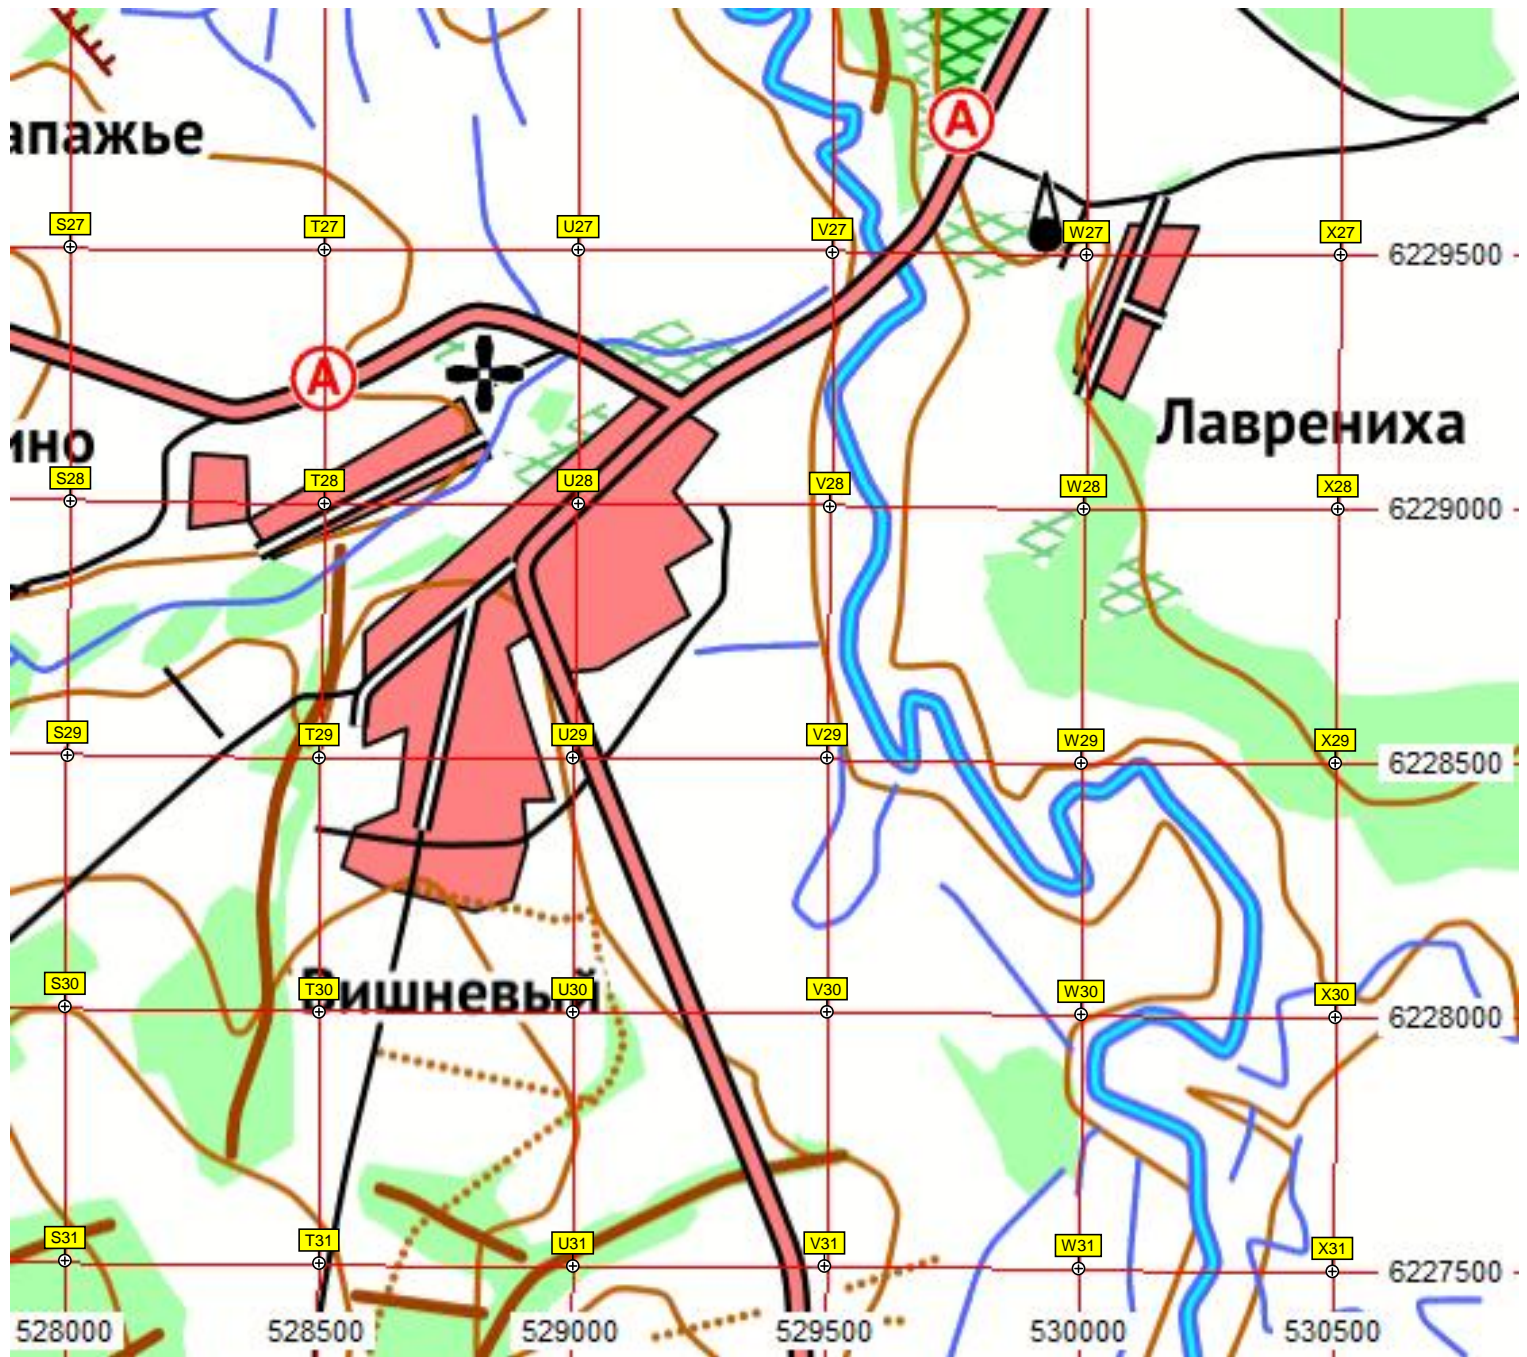 A
апажье
S27 T27 U27 V27 W27 X27
6229500
A
ино
Лаврениха
S28 T28 U28 V28 W28 X28
6229000
S29 T29 U29 V29 W29 X29
6228500
Вишневый
S30 T30 U30 V30 W30 X30
6228000
S31 T31 U31 V31 W31 X31
6227500
528000 528500 529000 529500 530000 530500